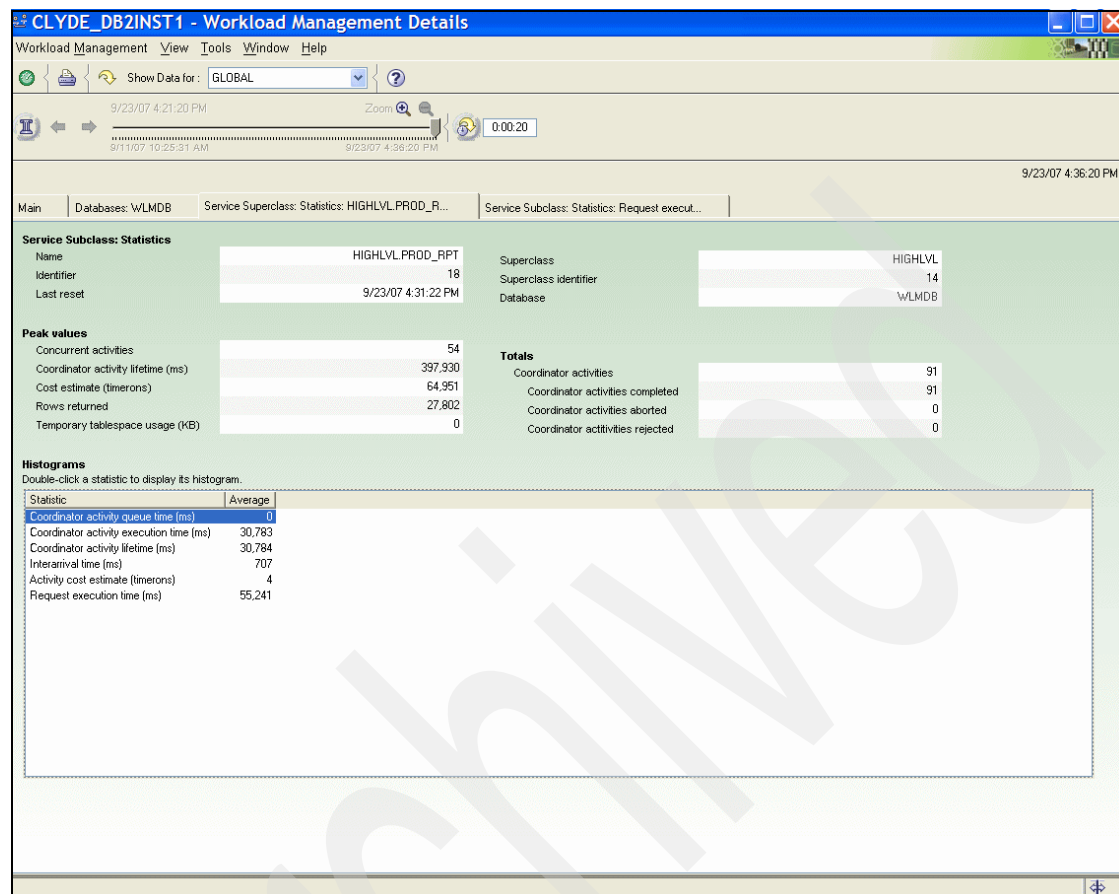 CLYDE_DB2INST1 - Workload Management Details
Workload Management View Tools Window Help
Show Data for: GLOBAL
9/23/07 4:21:20 PM Zoom
0:00:20
9/11/07 10:25:31 AM 9/23/07 4:36:20 PM
9/23/07 4:36:20 PM
Main Databases: WLMDB Service Superclass: Statistics: HIGHLVL.PROD_R... Service Subclass: Statistics: Request execut...
Service Subclass: Statistics
Name HIGHLVL.PROD_RPT
Identifier 18
Last reset 9/23/07 4:31:22 PM
Superclass HIGHLVL
Superclass identifier 14
Database WLMDB
Peak values
Concurrent activities 54
Coordinator activity lifetime (ms) 397,930
Cost estimate (timerons) 64,951
Rows returned 27,802
Temporary tablespace usage (KB) 0
Totals
Coordinator activities 91
Coordinator activities completed 91
Coordinator activities aborted 0
Coordinator actitivities rejected 0
Histograms
Double-click a statistic to display its histogram.
Statistic Average
Coordinator activity queue time (ms) 0
Coordinator activity execution time (ms) 30,783
Coordinator activity lifetime (ms) 30,784
Interarrival time (ms) 707
Activity cost estimate (timerons) 4
Request execution time (ms) 55,241